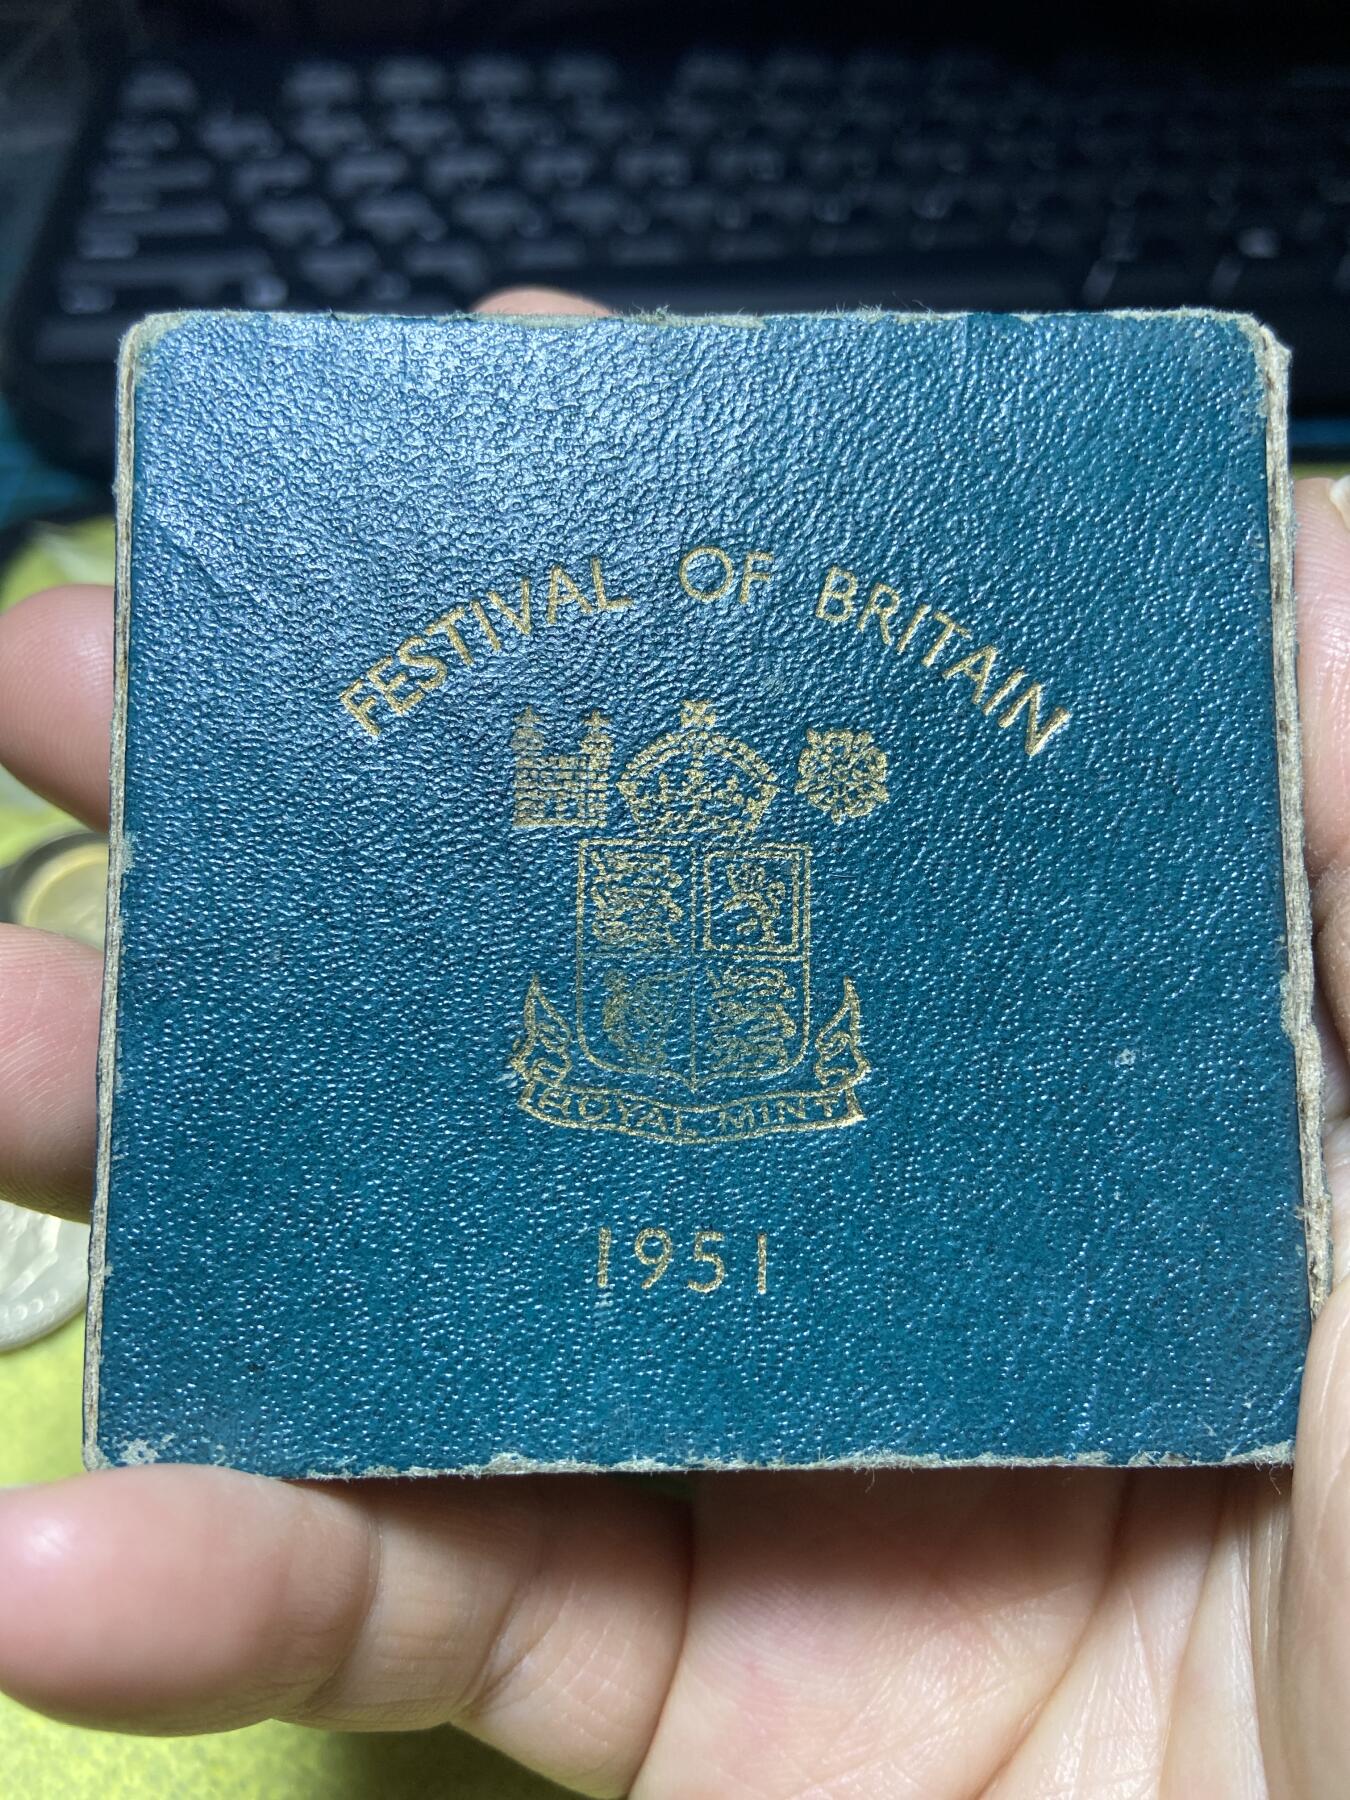 FESTIVAL OF BRITAIN
ROYAL MINT
1951